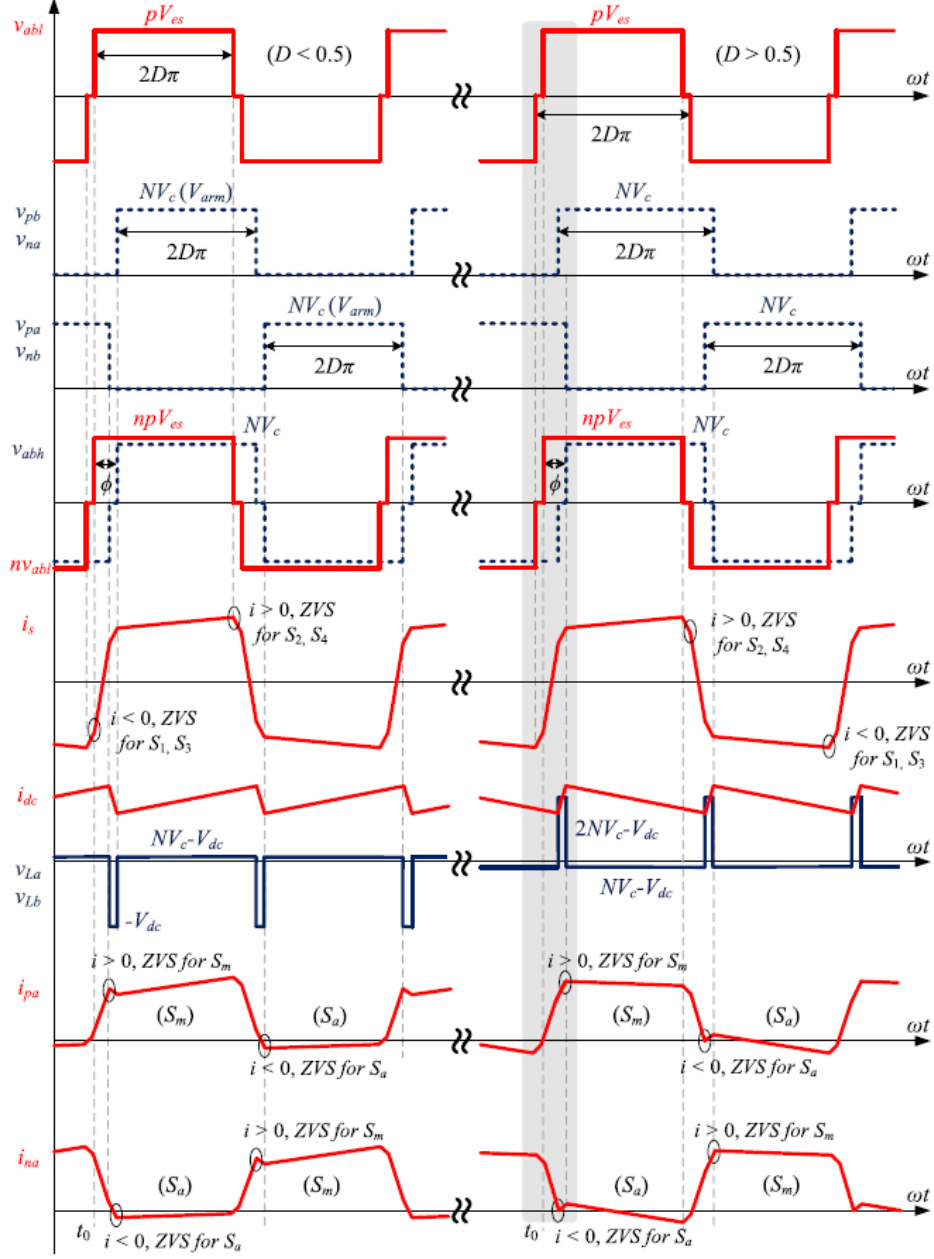 v_abl pV_es pV_es
(D < 0.5) (D > 0.5)
2Dπ ωt ωt
2Dπ
NV_c (V_arm) NV_c
v_pb
v_na
2Dπ 2Dπ
ωt
NV_c (V_arm) NV_c
v_pa
v_nb
2Dπ 2Dπ
ωt
npV_es NV_c npV_es NV_c
v_abh
ϕ ϕ ωt
nv_abl
i_s
i > 0, ZVS
for S_2, S_4
i > 0, ZVS
for S_2, S_4
ωt
i < 0, ZVS
for S_1, S_3
i < 0, ZVS
for S_1, S_3
i_dc
NV_c-V_dc 2NV_c-V_dc ωt
v_La
v_Lb
NV_c-V_dc
-V_dc
i > 0, ZVS for S_m i > 0, ZVS for S_m
i_pa
(S_m) (S_a) (S_m) (S_a)
ωt
i < 0, ZVS for S_a i < 0, ZVS for S_a
i > 0, ZVS for S_m i > 0, ZVS for S_m
i_na
(S_a) (S_m) (S_a) (S_m)
ωt
t_0 t_0
i < 0, ZVS for S_a i < 0, ZVS for S_a